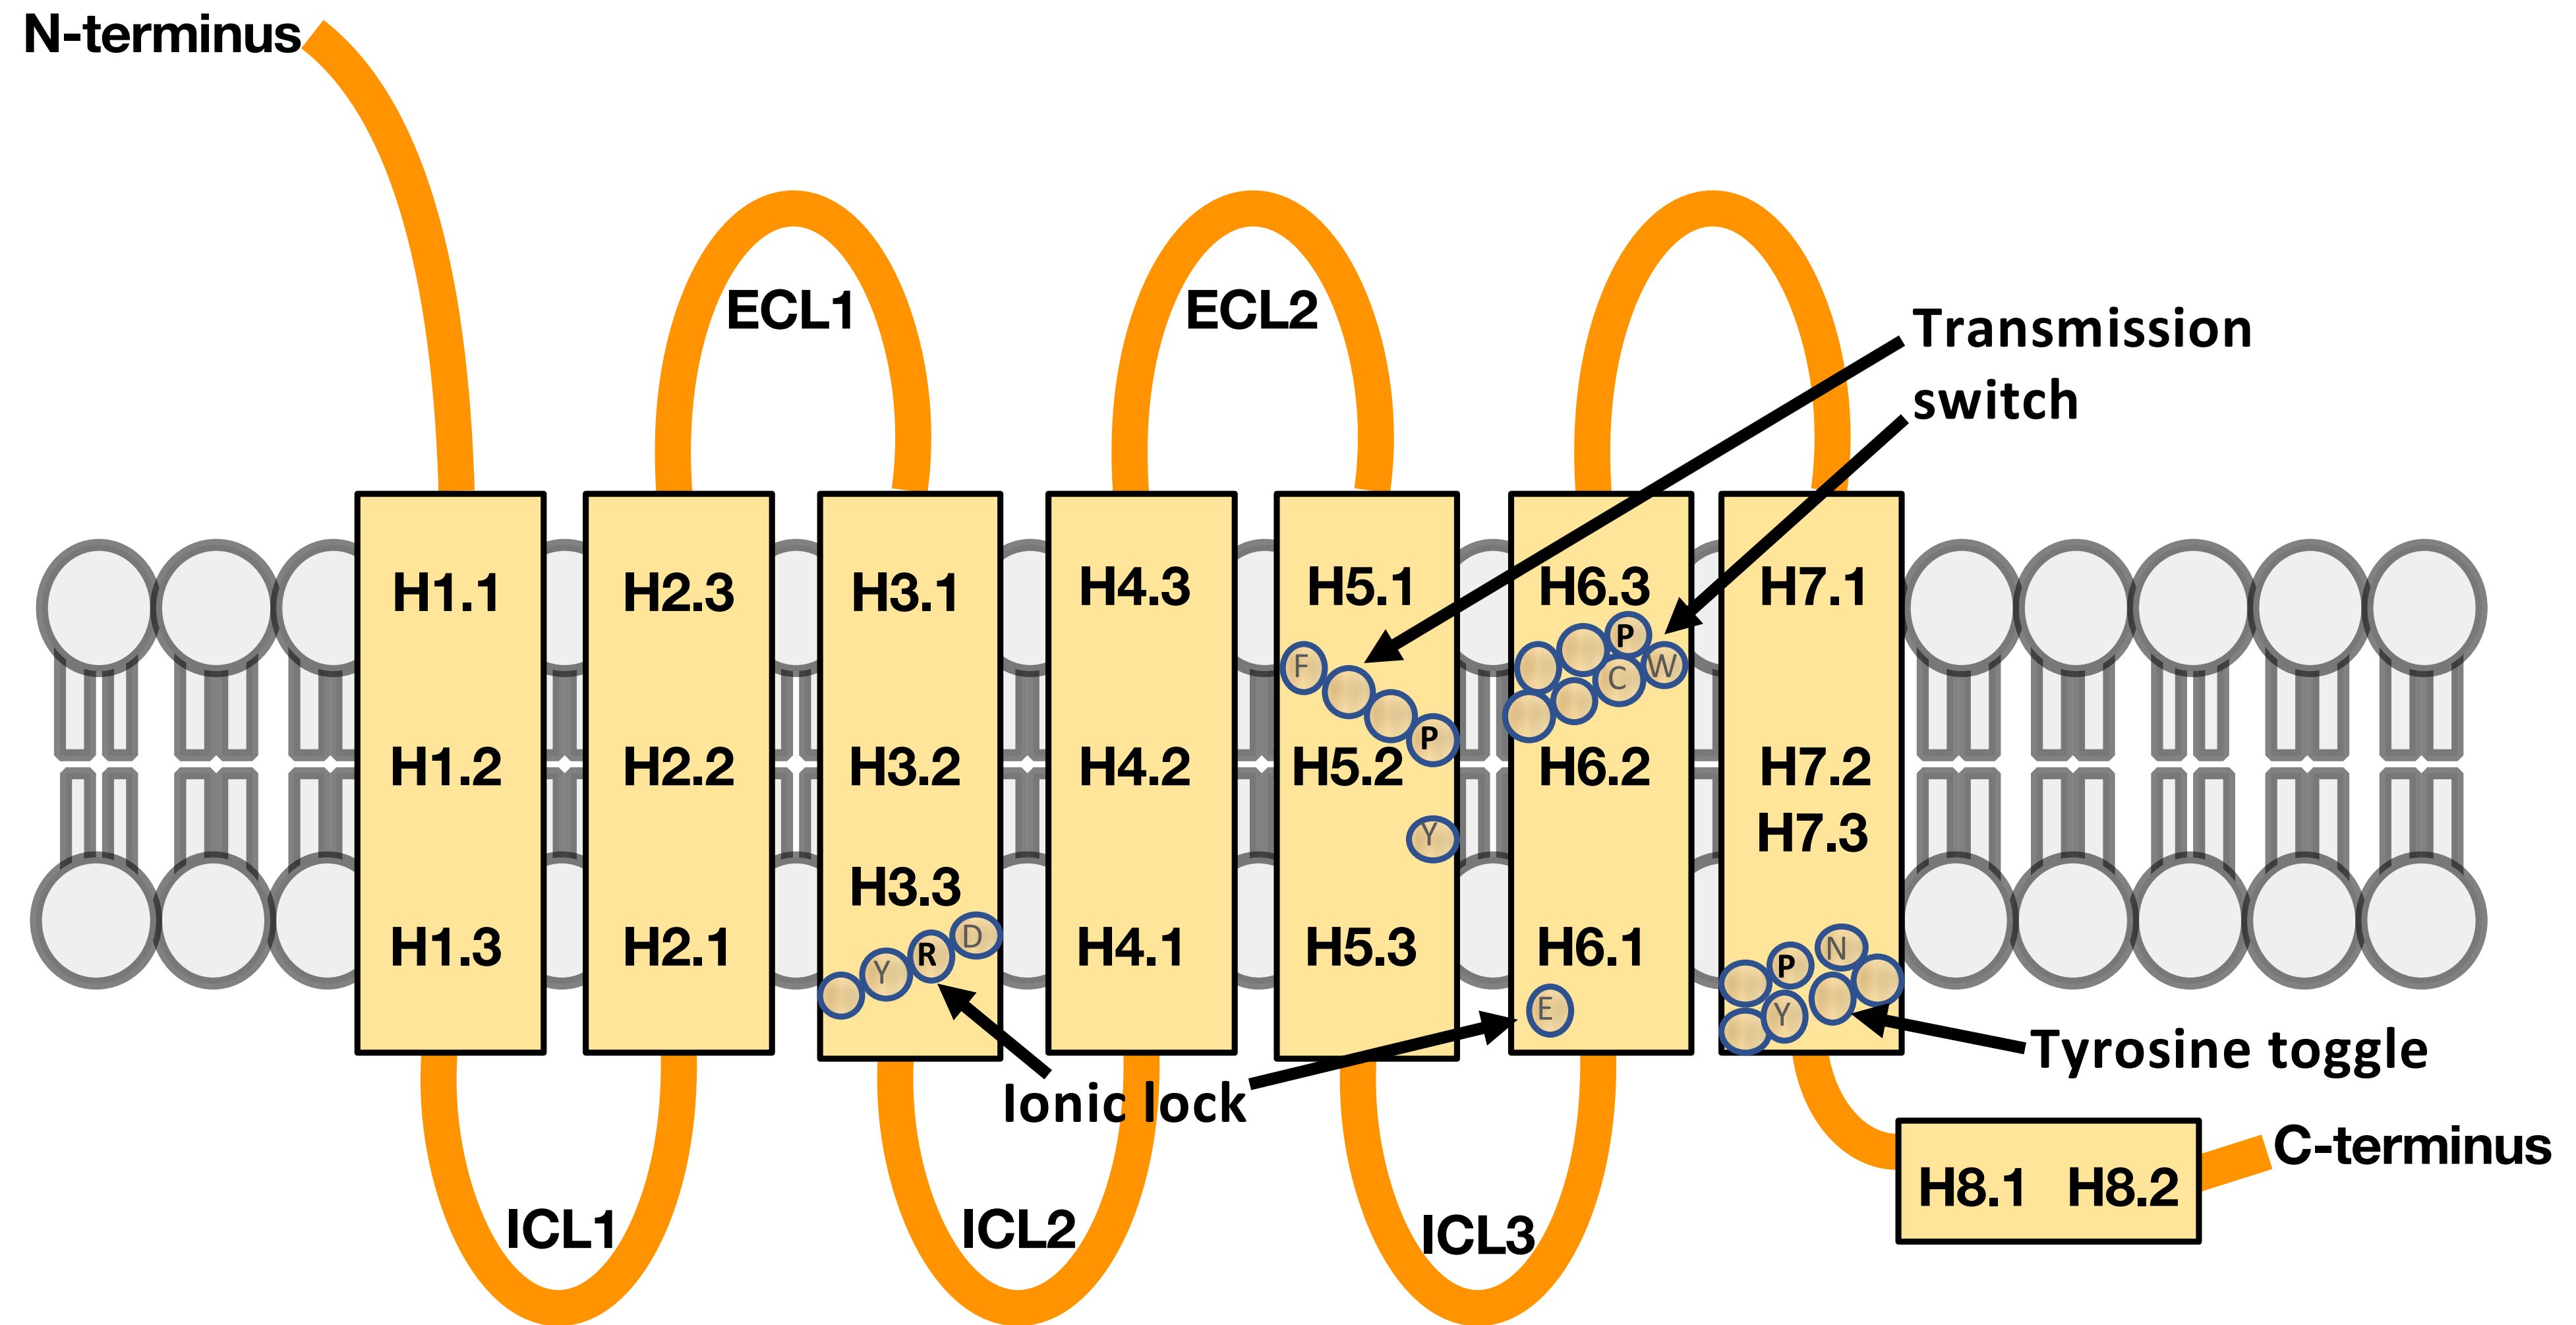 N-terminus
ECL1
ECL2
Transmission
switch
H1.1
H2.3
H3.1
H4.3
H5.1
H6.3
H7.1
F
P
P
C
W
H1.2
H2.2
H3.2
H4.2
H5.2
H6.2
H7.2
Y
H7.3
H3.3
H1.3
H2.1
Y
R
D
H4.1
H5.3
H6.1
E
P
N
Y
Ionic lock
Tyrosine toggle
ICL1
ICL2
ICL3
H8.1 H8.2
C-terminus